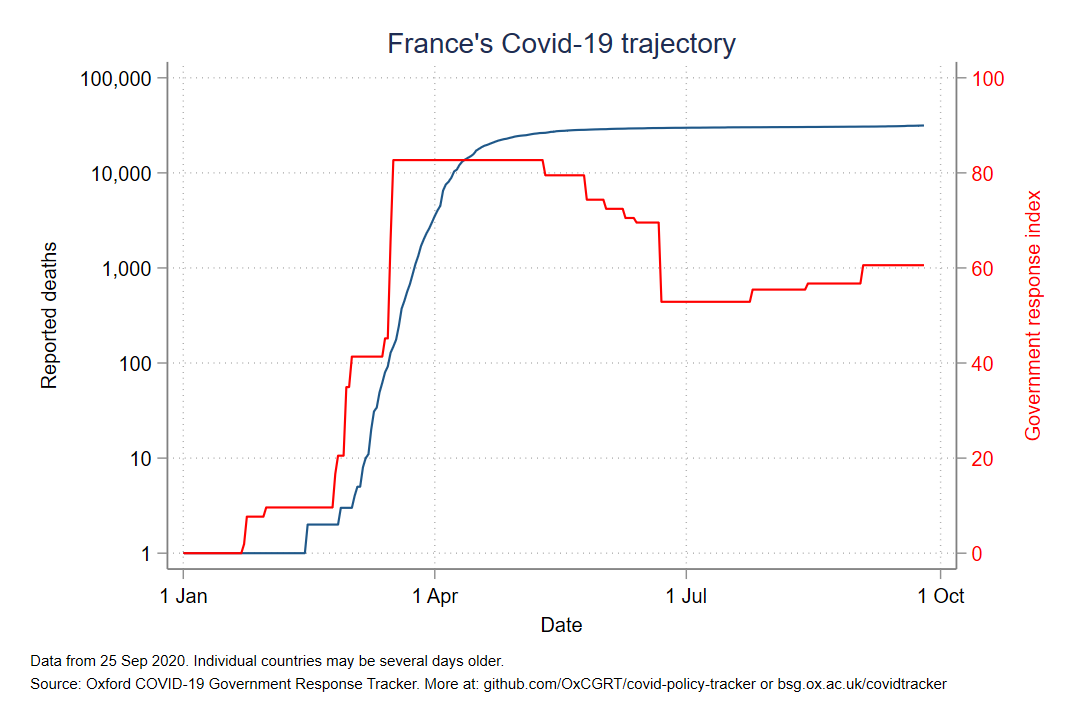 France's Covid-19 trajectory
100,000
10,000
1,000
100
10
1
Reported deaths
100
80
60
40
20
0
Government response index
1 Jan
1 Apr
1 Jul
1 Oct
Date
Data from 25 Sep 2020. Individual countries may be several days older.
Source: Oxford COVID-19 Government Response Tracker. More at: github.com/OxCGRT/covid-policy-tracker or bsg.ox.ac.uk/covidtracker